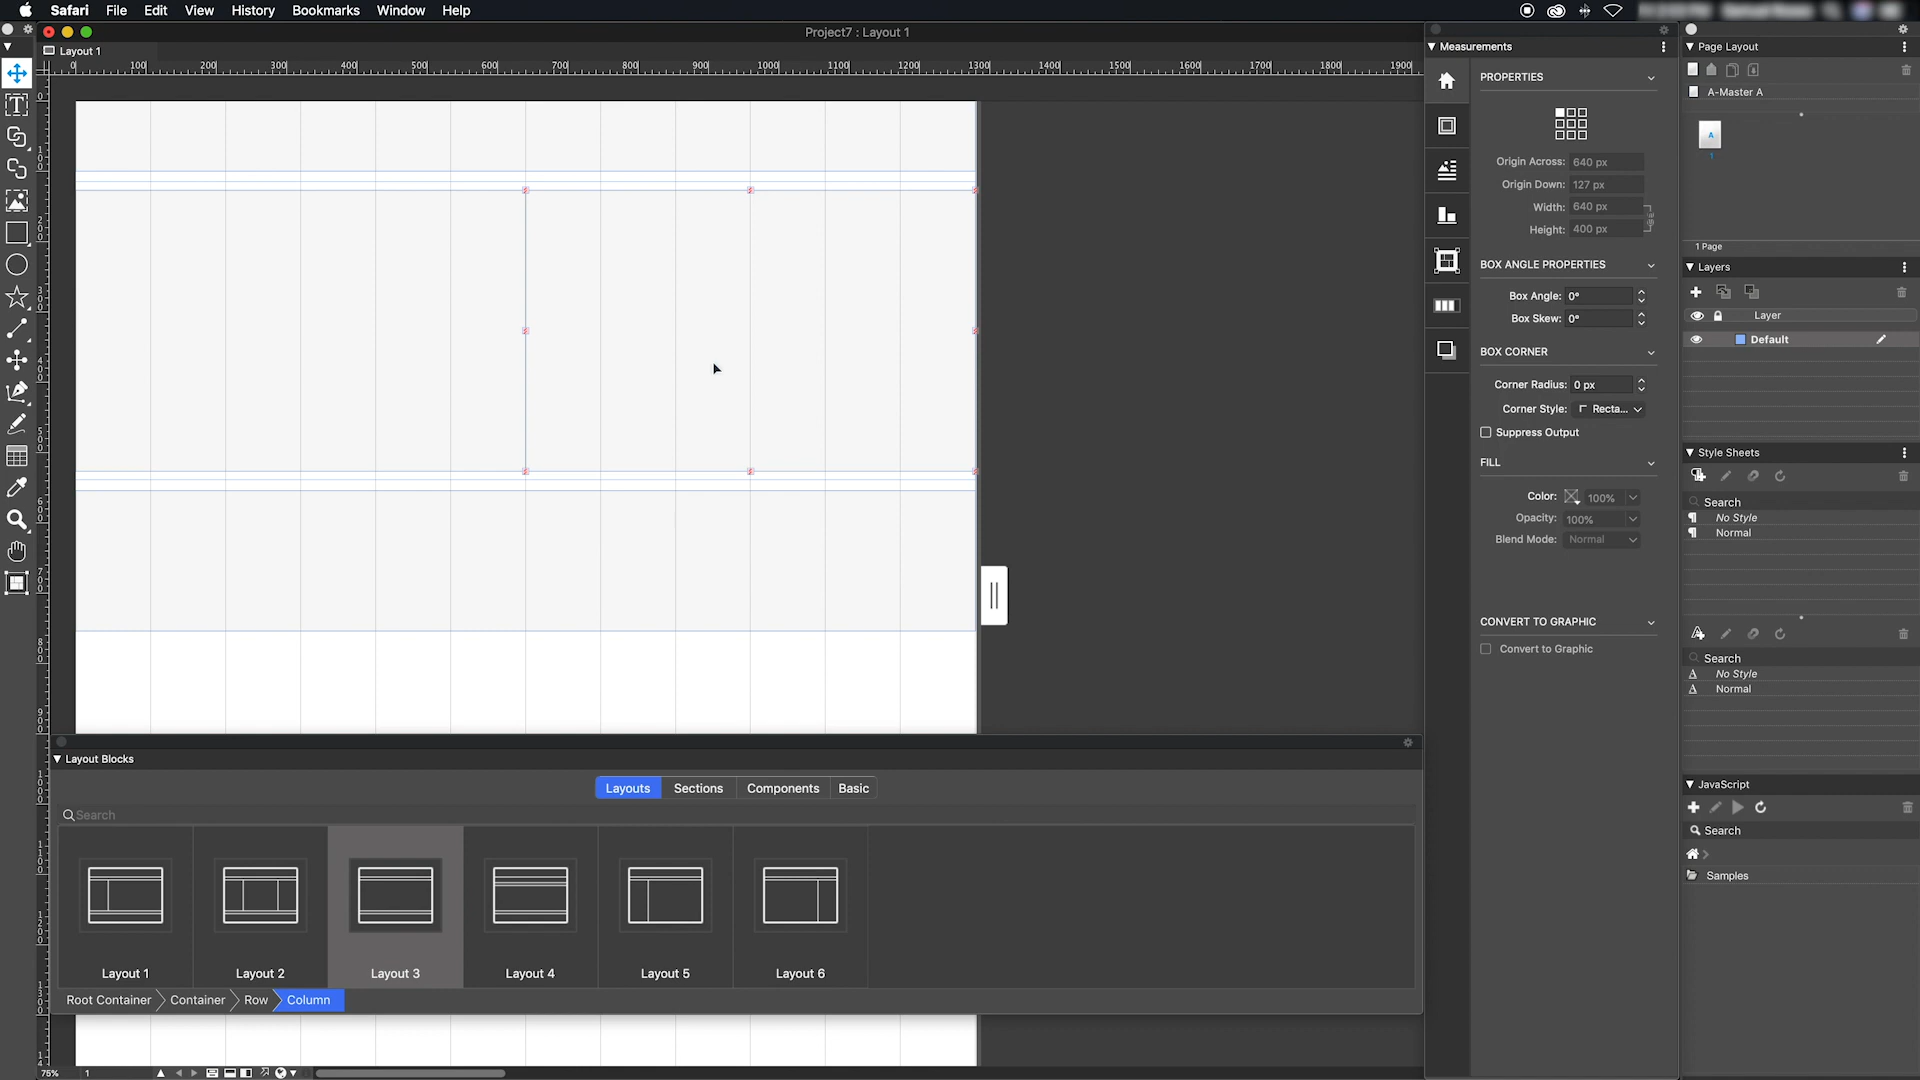 Safari File Edit View History Bookmarks Window Help
Project7 : Layout 1
Layout 1
0 100 200 300 400 500 600 700 800 900 1000 1100 1200 1300 1400 1500 1600 1700 1800 1900
Measurements
PROPERTIES
Origin Across: 640 px
Origin Down: 127 px
Width: 640 px
Height: 400 px
BOX ANGLE PROPERTIES
Box Angle: 0°
Box Skew: 0°
BOX CORNER
Corner Radius: 0 px
Corner Style: Recta...
Suppress Output
FILL
Color: 100%
Opacity: 100%
Blend Mode: Normal
CONVERT TO GRAPHIC
Convert to Graphic
Page Layout
A-Master A
A
1
1 Page
Layers
Layer
Default
Style Sheets
Search
No Style
Normal
Search
No Style
Normal
JavaScript
Search
Samples
Layout Blocks
Layouts Sections Components Basic
Search
Layout 1 Layout 2 Layout 3 Layout 4 Layout 5 Layout 6
Root Container Container Row Column
75% 1